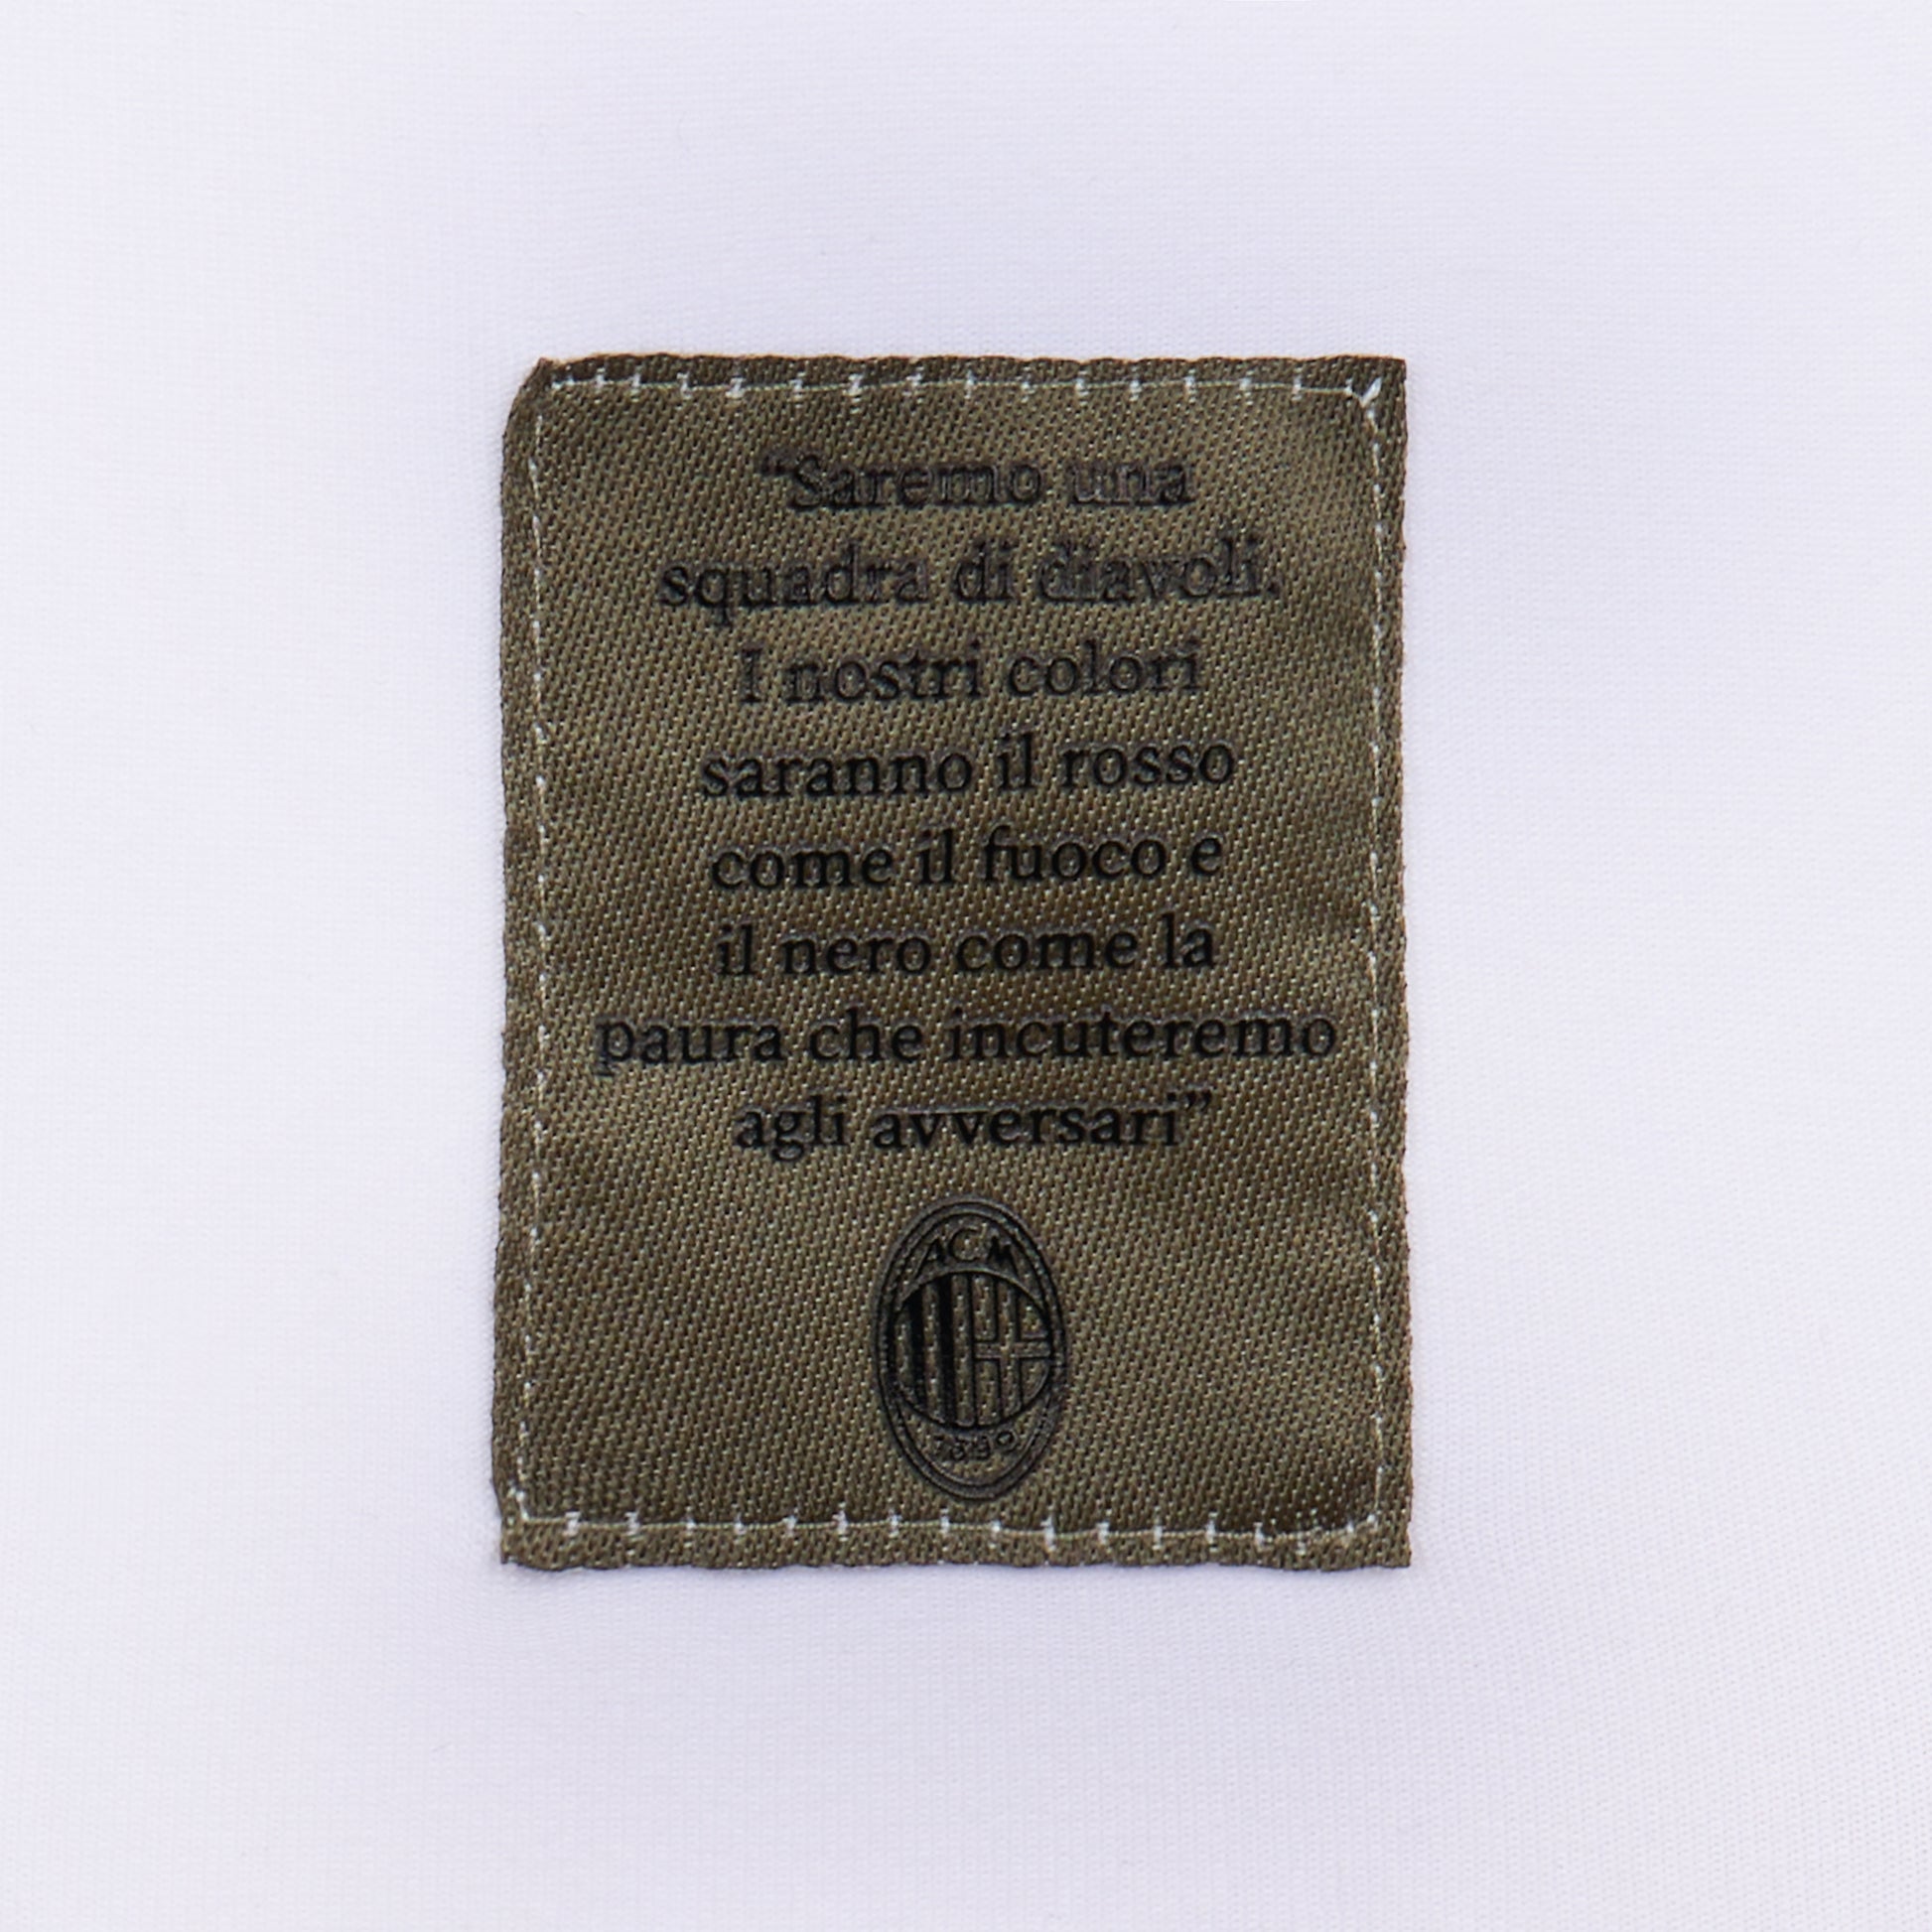 “Saremo una
squadra di diavoli.
I nostri colori
saranno il rosso
come il fuoco e
il nero come la
paura che incuteremo
agli avversari”
ACM
1899